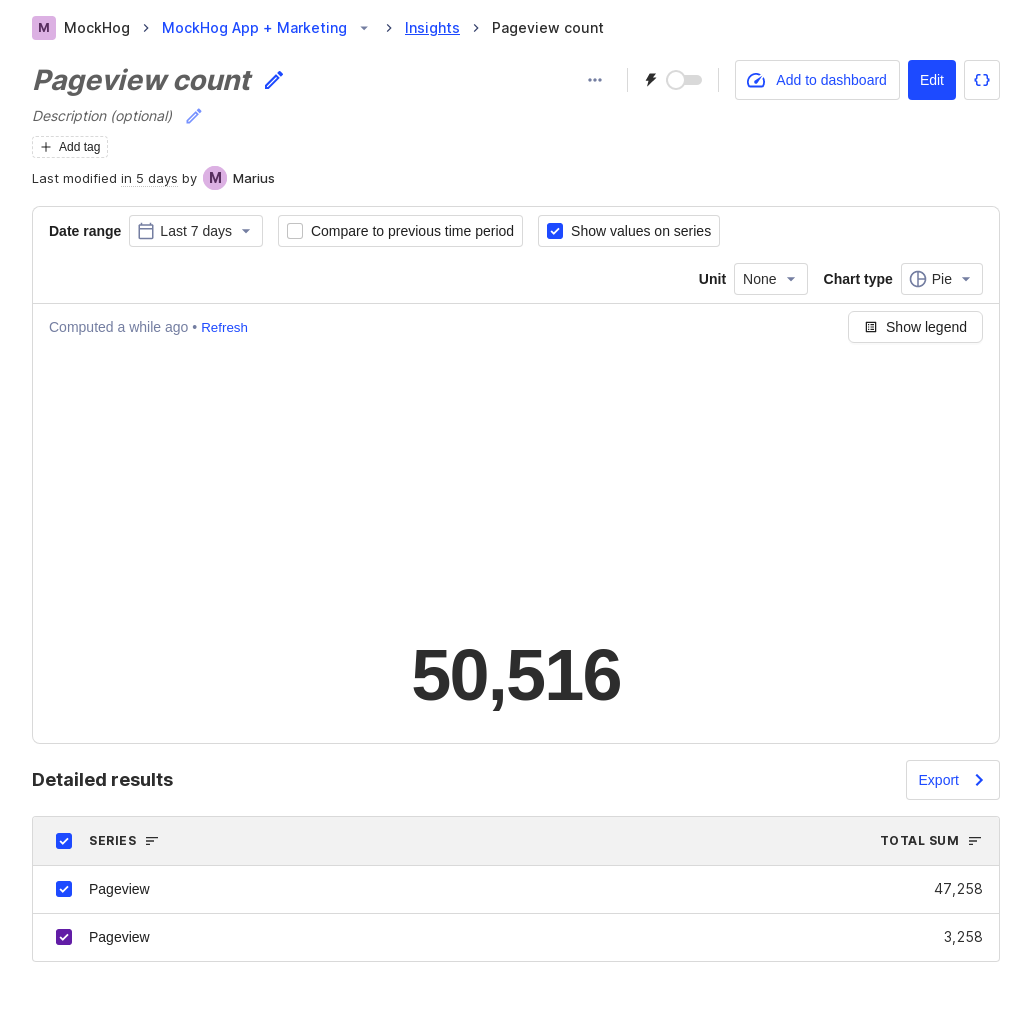 M MockHog > MockHog App + Marketing > Insights > Pageview count
Pageview count
Add to dashboard Edit {}
Description (optional)
+ Add tag
Last modified in 5 days by M Marius
Date range Last 7 days Compare to previous time period Show values on series
Unit None Chart type Pie
Computed a while ago • Refresh Show legend
50,516
Detailed results Export
SERIES TOTAL SUM
Pageview 47,258
Pageview 3,258